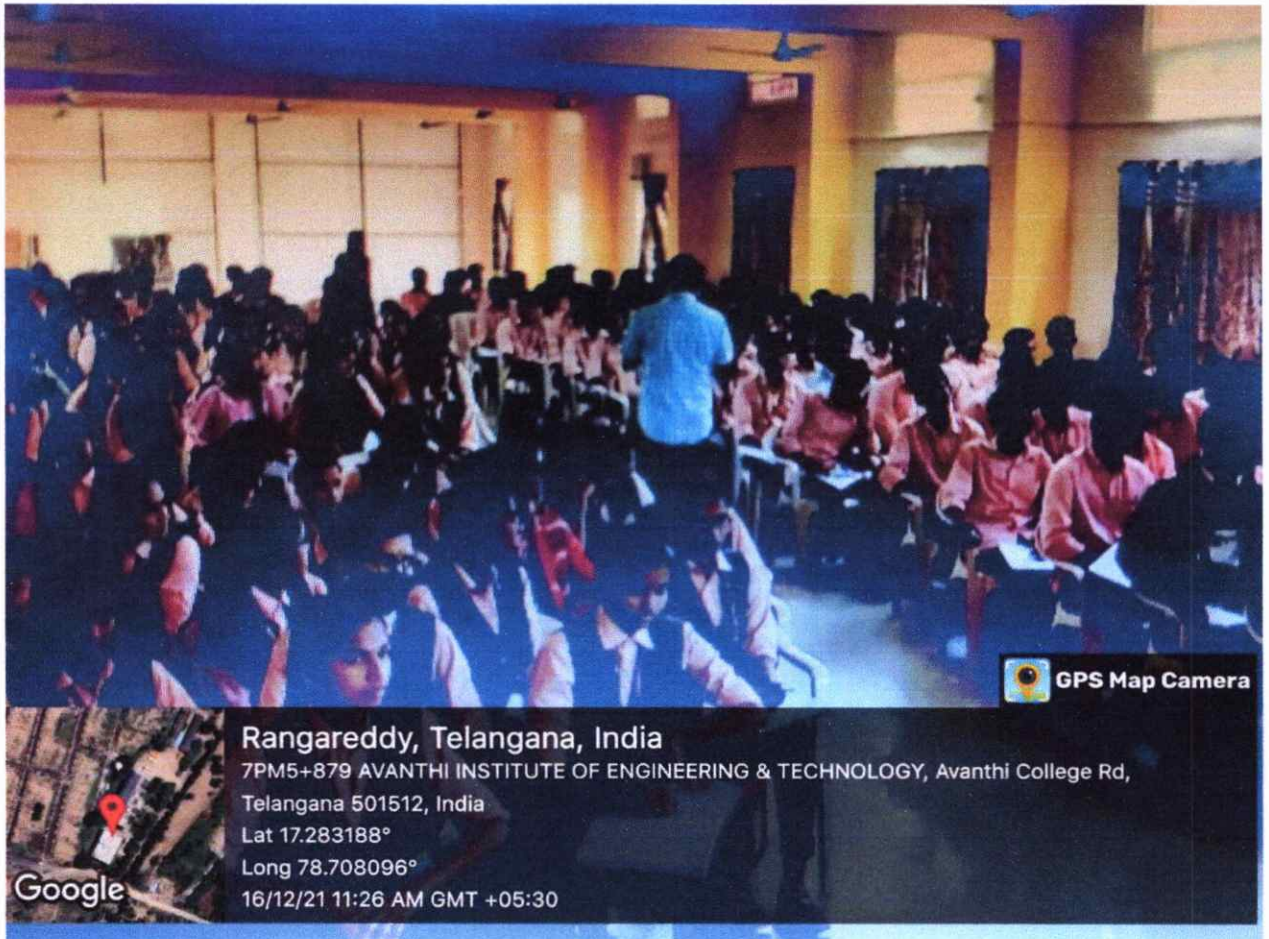 GPS Map Camera
Rangareddy, Telangana, India
7PM5+879 AVANTHI INSTITUTE OF ENGINEERING & TECHNOLOGY, Avanthi College Rd,
Telangana 501512, India
Lat 17.283188°
Long 78.708096°
16/12/21 11:26 AM GMT +05:30
Google